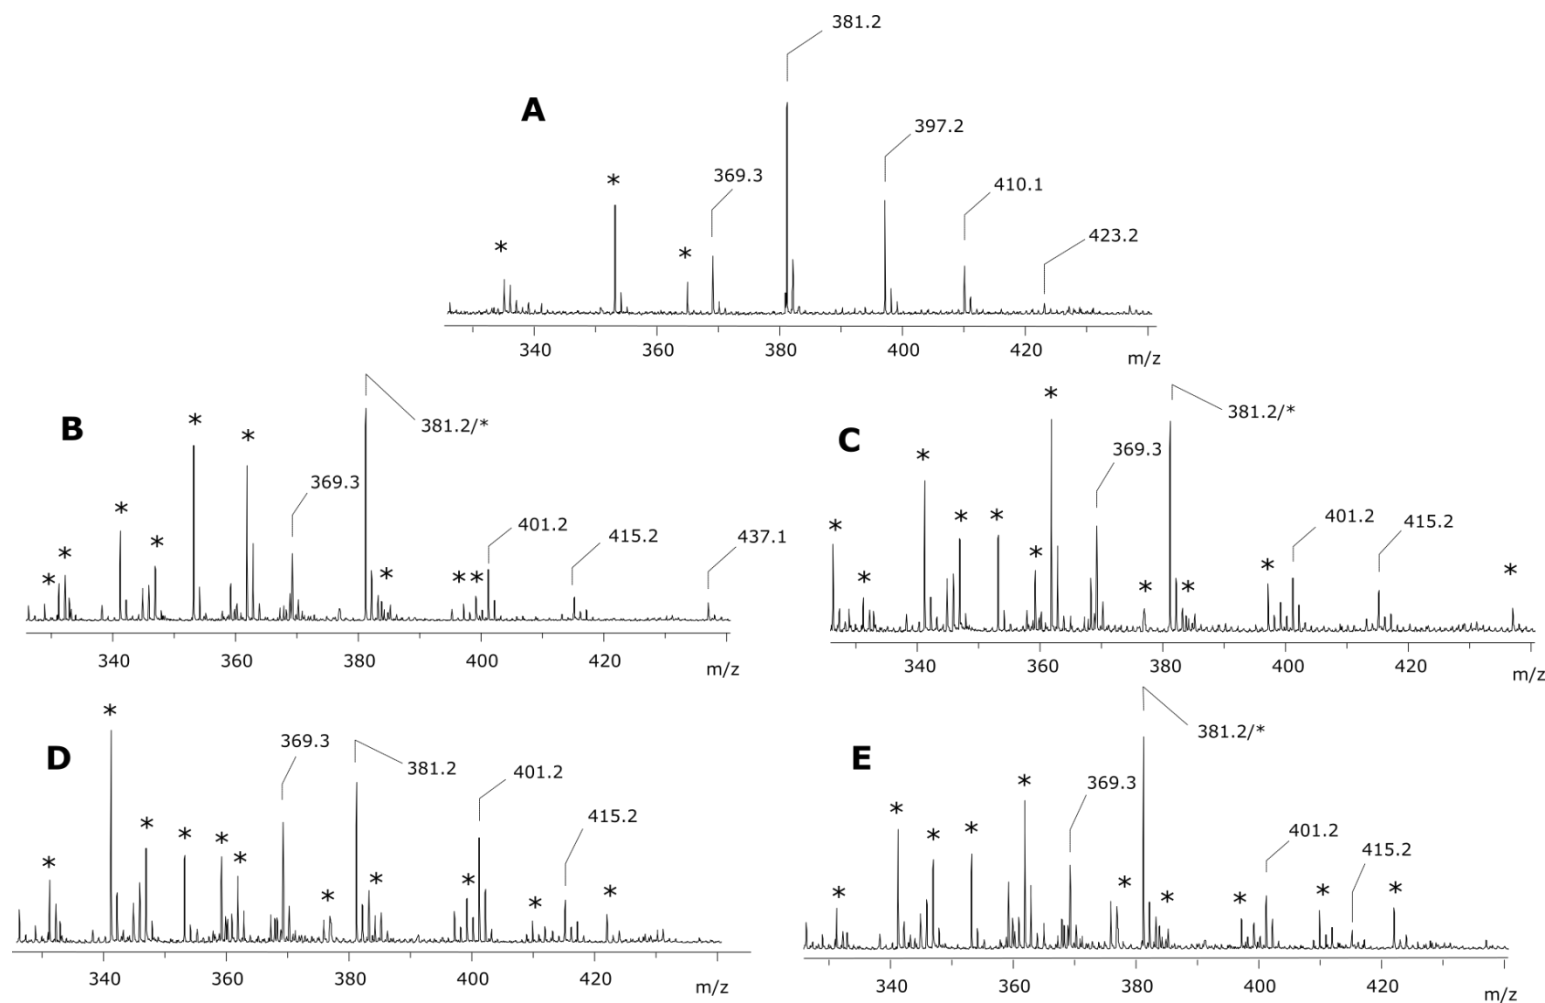 A
* * * 369.3 381.2 397.2 410.1 423.2
340 360 380 400 420
m/z
B
* * * * * * 369.3 381.2/* * * * 401.2 415.2 437.1
340 360 380 400 420
m/z
C
* * * * * * * 369.3 * 381.2/* * * 401.2 415.2 *
340 360 380 400 420
m/z
D
* * * * * * 369.3 * 381.2 * * 401.2 * 415.2 *
340 360 380 400 420
m/z
E
* * * * * 369.3 * 381.2/* * * 401.2 * 415.2 *
340 360 380 400 420
m/z